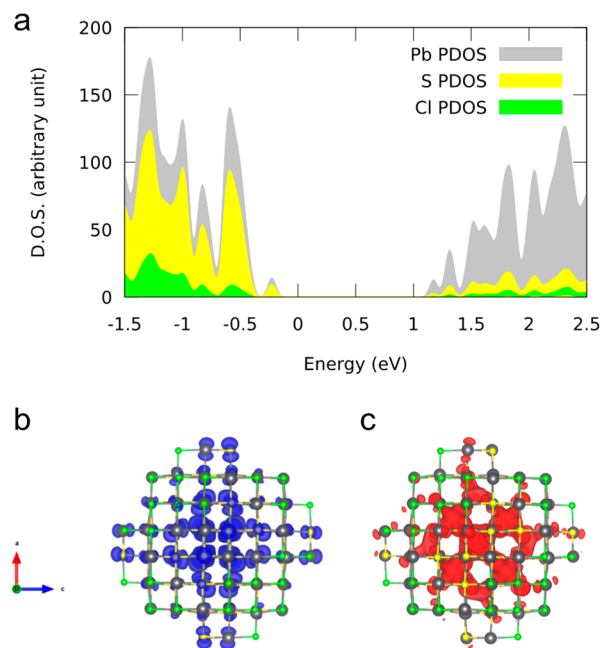 a
200
150
100
50
0
D.O.S. (arbitrary unit)
Pb PDOS
S PDOS
Cl PDOS
-1.5 -1 -0.5 0 0.5 1 1.5 2 2.5
Energy (eV)
b c
a
b c